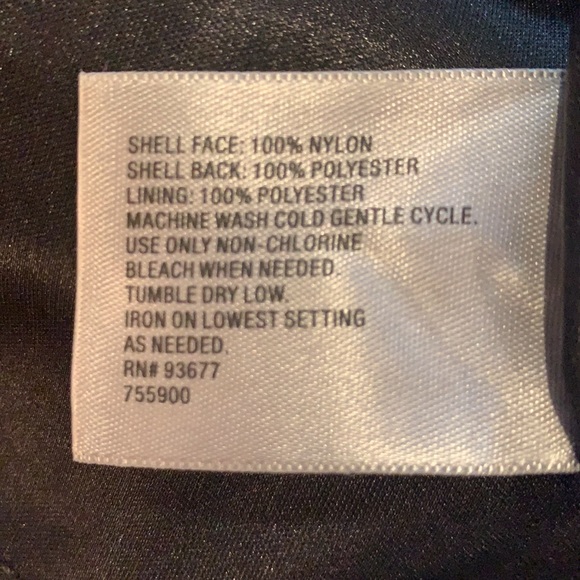 SHELL FACE: 100% NYLON
SHELL BACK: 100% POLYESTER
LINING: 100% POLYESTER
MACHINE WASH COLD GENTLE CYCLE.
USE ONLY NON-CHLORINE
BLEACH WHEN NEEDED.
TUMBLE DRY LOW.
IRON ON LOWEST SETTING
AS NEEDED.
RN# 93677
755900